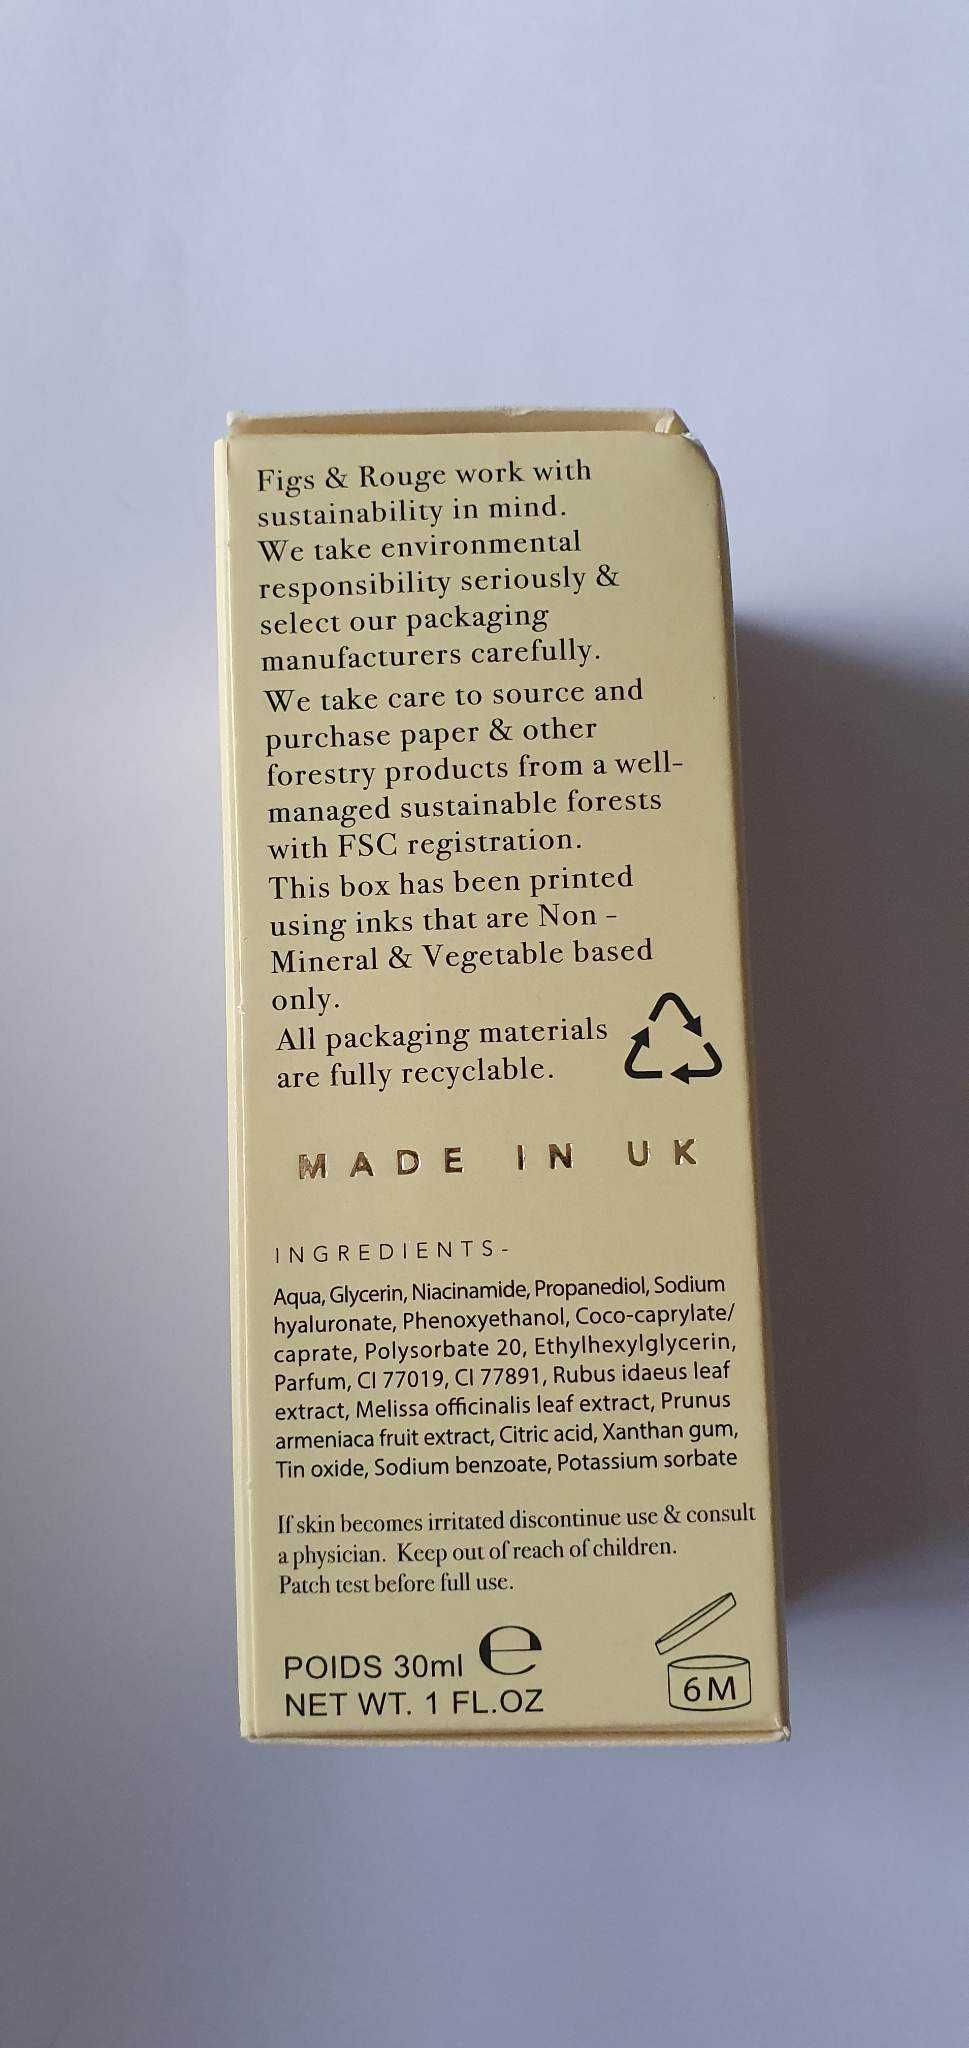 Figs & Rouge work with
sustainability in mind.
We take environmental
responsibility seriously &
select our packaging
manufacturers carefully.
We take care to source and
purchase paper & other
forestry products from a well-
managed sustainable forests
with FSC registration.
This box has been printed
using inks that are Non -
Mineral & Vegetable based
only.
All packaging materials
are fully recyclable.
MADE IN UK
INGREDIENTS-
Aqua, Glycerin, Niacinamide, Propanediol, Sodium
hyaluronate, Phenoxyethanol, Coco-caprylate/
caprate, Polysorbate 20, Ethylhexylglycerin,
Parfum, CI 77019, CI 77891, Rubus idaeus leaf
extract, Melissa officinalis leaf extract, Prunus
armeniaca fruit extract, Citric acid, Xanthan gum,
Tin oxide, Sodium benzoate, Potassium sorbate
If skin becomes irritated discontinue use & consult
a physician. Keep out of reach of children.
Patch test before full use.
POIDS 30ml e
NET WT. 1 FL.OZ
6 M